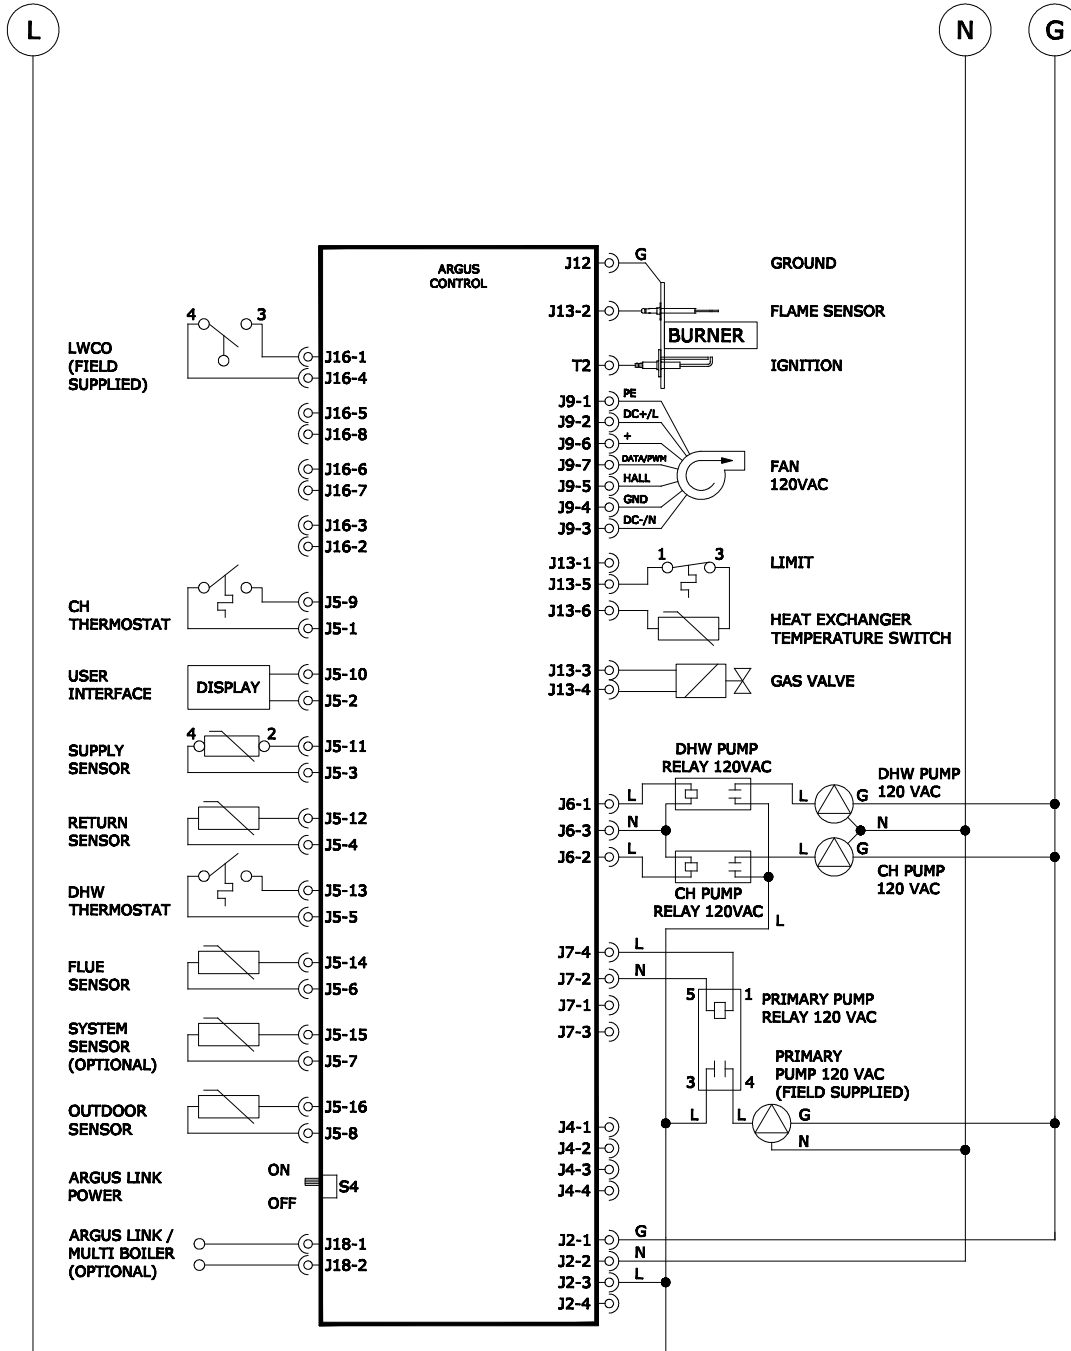 L
N
G
ARGUS
CONTROL
4
3
LWCO
(FIELD
SUPPLIED)
J16-1
J16-4
J16-5
J16-8
J16-6
J16-7
J16-3
J16-2
CH
THERMOSTAT
J5-9
J5-1
USER
INTERFACE
DISPLAY
J5-10
J5-2
SUPPLY
SENSOR
4
2
J5-11
J5-3
RETURN
SENSOR
J5-12
J5-4
DHW
THERMOSTAT
J5-13
J5-5
FLUE
SENSOR
J5-14
J5-6
SYSTEM
SENSOR
(OPTIONAL)
J5-15
J5-7
OUTDOOR
SENSOR
J5-16
J5-8
ARGUS LINK
POWER
ON
OFF
S4
ARGUS LINK /
MULTI BOILER
(OPTIONAL)
J18-1
J18-2
J12
G
GROUND
J13-2
FLAME SENSOR
BURNER
T2
IGNITION
J9-1
PE
J9-2
DC+/L
J9-6
+
J9-7
DATA/PWM
J9-5
HALL
J9-4
GND
J9-3
DC-/N
FAN
120VAC
J13-1
J13-5
J13-6
1
3
LIMIT
HEAT EXCHANGER
TEMPERATURE SWITCH
J13-3
J13-4
GAS VALVE
DHW PUMP
RELAY 120VAC
J6-1
L
J6-3
N
J6-2
L
L
G
DHW PUMP
120 VAC
N
L
G
CH PUMP
120 VAC
CH PUMP
RELAY 120VAC
L
J7-4
L
J7-2
N
J7-1
J7-3
5
1
PRIMARY PUMP
RELAY 120 VAC
3
4
PRIMARY
PUMP 120 VAC
(FIELD SUPPLIED)
L
L
G
N
J4-1
J4-2
J4-3
J4-4
J2-1
G
J2-2
N
J2-3
L
J2-4